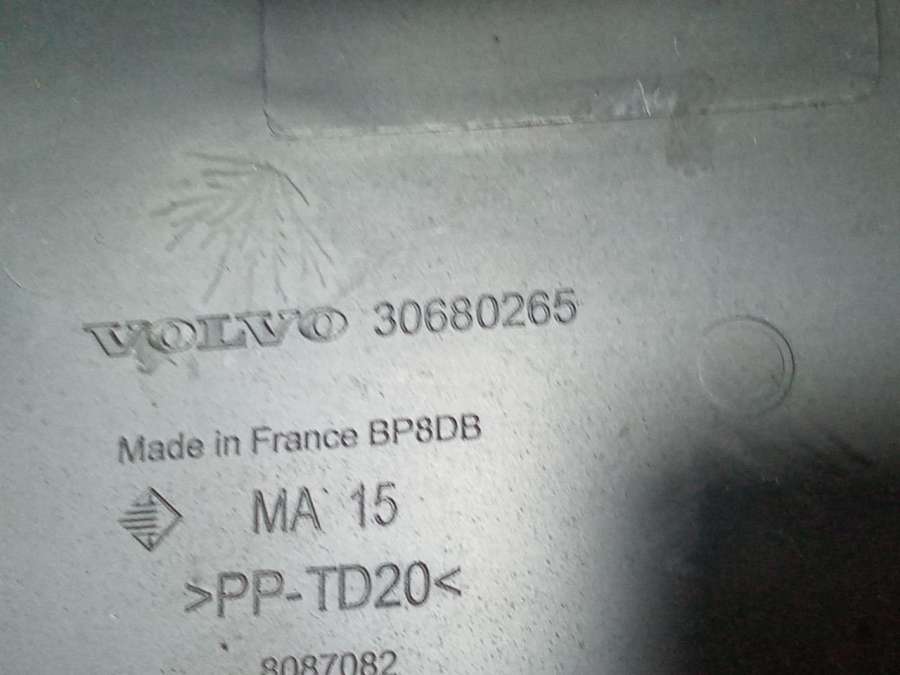 VOLVO 30680265
Made in France BP8DB
MA 15
>PP-TD20<
8087082